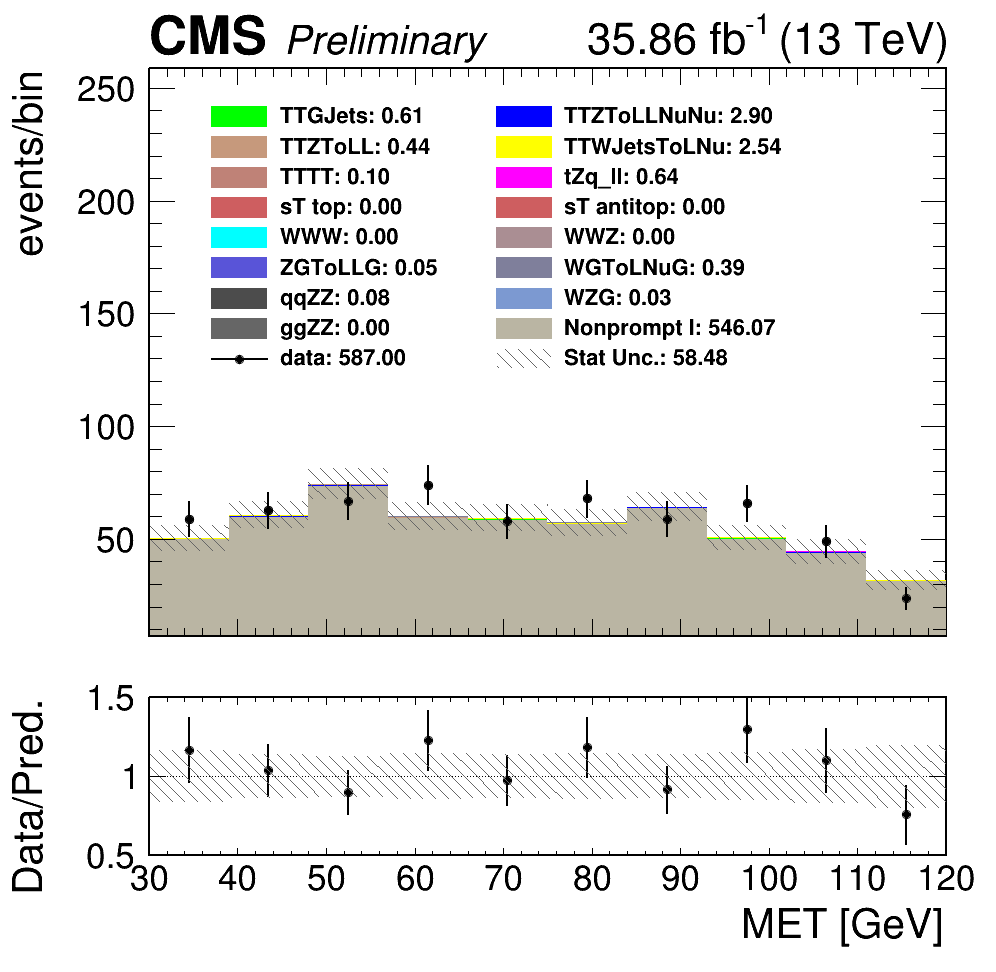 CMS Preliminary 35.86 fb-1 (13 TeV)
events/bin
250
200
150
100
50
TTGJets: 0.61 TTZToLLNuNu: 2.90
TTZToLL: 0.44 TTWJetsToLNu: 2.54
TTTT: 0.10 tZq_ll: 0.64
sT top: 0.00 sT antitop: 0.00
WWW: 0.00 WWZ: 0.00
ZGToLLG: 0.05 WGToLNuG: 0.39
qqZZ: 0.08 WZG: 0.03
ggZZ: 0.00 Nonprompt l: 546.07
data: 587.00 Stat Unc.: 58.48
Data/Pred.
1.5
1
0.5
30 40 50 60 70 80 90 100 110 120
MET [GeV]